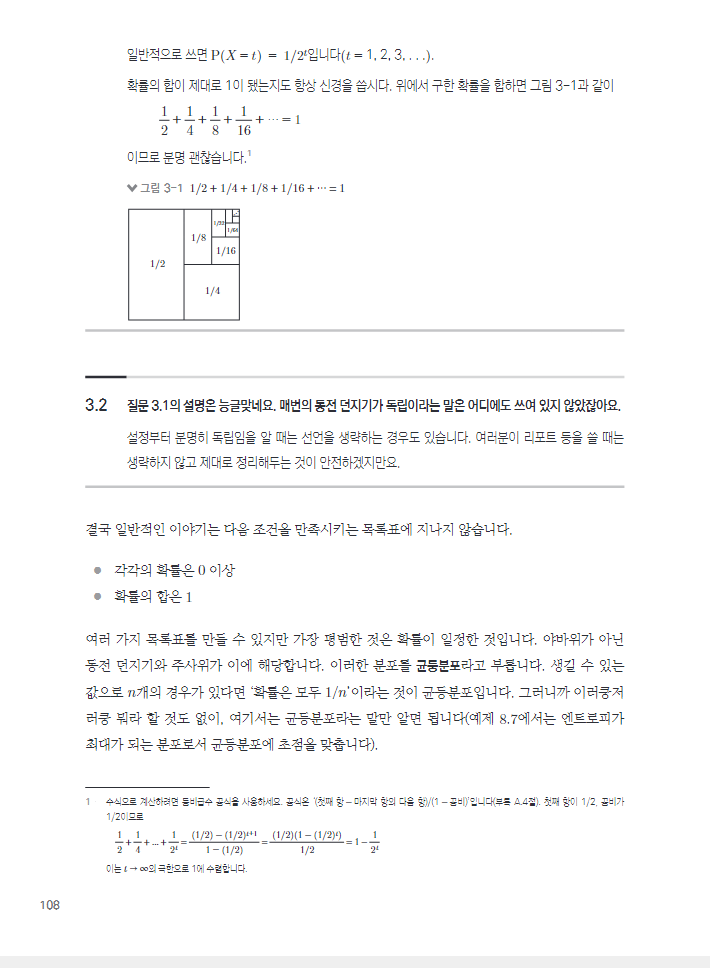 일반적으로 쓰면 P(X = t) = 1/2ᵗ입니다(t = 1, 2, 3, . . .).
확률의 합이 제대로 1이 됐는지도 항상 신경을 씁시다. 위에서 구한 확률을 합하면 그림 3-1과 같이
1/2 + 1/4 + 1/8 + 1/16 + ··· = 1
이므로 분명 괜찮습니다.¹
그림 3-1 1/2 + 1/4 + 1/8 + 1/16 + ··· = 1
1/2
1/8
1/32
1/64
1/16
1/4
3.2 질문 3.1의 설명은 능글맞네요. 매번의 동전 던지기가 독립이라는 말은 어디에도 쓰여 있지 않았잖아요.
설정부터 분명히 독립임을 알 때는 선언을 생략하는 경우도 있습니다. 여러분이 리포트 등을 쓸 때는
생략하지 않고 제대로 정리해두는 것이 안전하겠지만요.
결국 일반적인 이야기는 다음 조건을 만족시키는 목록표에 지나지 않습니다.
● 각각의 확률은 0 이상
● 확률의 합은 1
여러 가지 목록표를 만들 수 있지만 가장 평범한 것은 확률이 일정한 것입니다. 야바위가 아닌
동전 던지기와 주사위가 이에 해당합니다. 이러한 분포를 균등분포라고 부릅니다. 생길 수 있는
값으로 n개의 경우가 있다면 ‘확률은 모두 1/n’이라는 것이 균등분포입니다. 그러니까 이러쿵저
러쿵 뭐라 할 것도 없이, 여기서는 균등분포라는 말만 알면 됩니다(예제 8.7에서는 엔트로피가
최대가 되는 분포로서 균등분포에 초점을 맞춥니다).
1 수식으로 계산하려면 등비급수 공식을 사용하세요. 공식은 ‘(첫째 항 – 마지막 항의 다음 항)/(1 – 공비)’입니다(부록 A.4절). 첫째 항이 1/2, 공비가
1/2이므로
1/2 + 1/4 + ... + 1/2ᵗ = ((1/2) − (1/2)ᵗ⁺¹)/(1 − (1/2)) = ((1/2)(1 − (1/2)ᵗ))/(1/2) = 1 − 1/2ᵗ
이는 t → ∞의 극한으로 1에 수렴합니다.
108